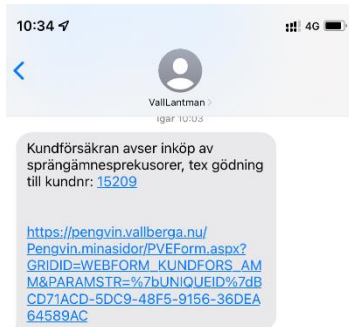 10:34
4G
VallLantman
Igår 10:03
Kundförsäkran avser inköp av
sprängämnesprekusorer, tex gödning
till kundnr: 15209
https://pengvin.vallberga.nu/
Pengvin.minasidor/PVEForm.aspx?
GRIDID=WEBFORM_KUNDFORS_AM
M&PARAMSTR=%7bUNIQUEID%7dB
CD71ACD-5DC9-48F5-9156-36DEA
64589AC